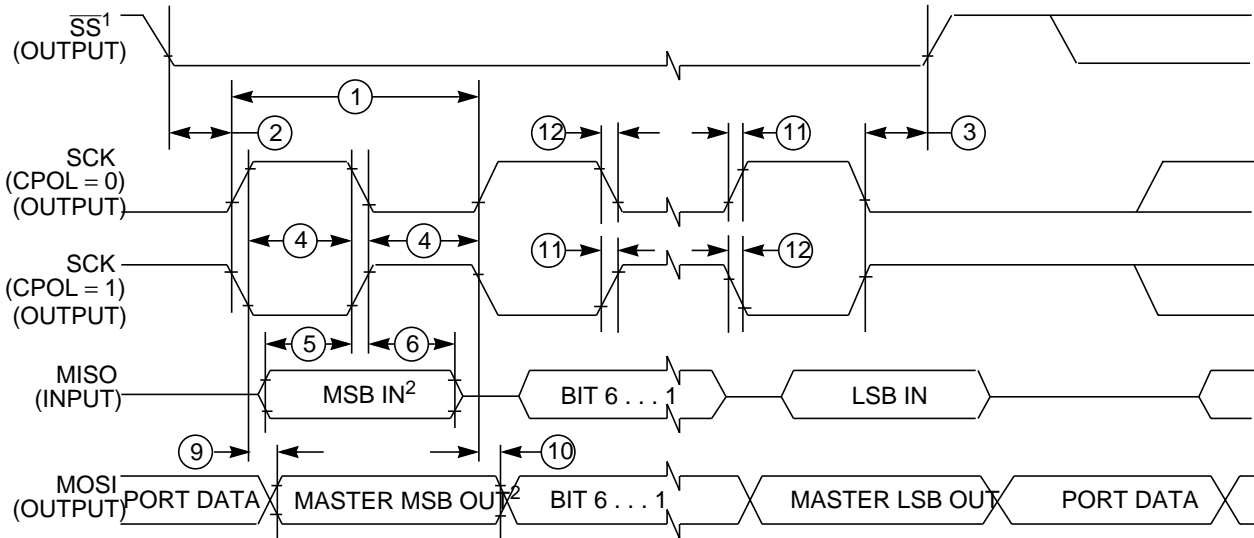 SS¹
(OUTPUT)
1
2
12
11
3
SCK
(CPOL = 0)
(OUTPUT)
4
4
11
12
SCK
(CPOL = 1)
(OUTPUT)
5
6
MISO
(INPUT)
MSB IN²
BIT 6 . . . 1
LSB IN
9
10
MOSI
(OUTPUT)
PORT DATA
MASTER MSB OUT²
BIT 6 . . . 1
MASTER LSB OUT
PORT DATA